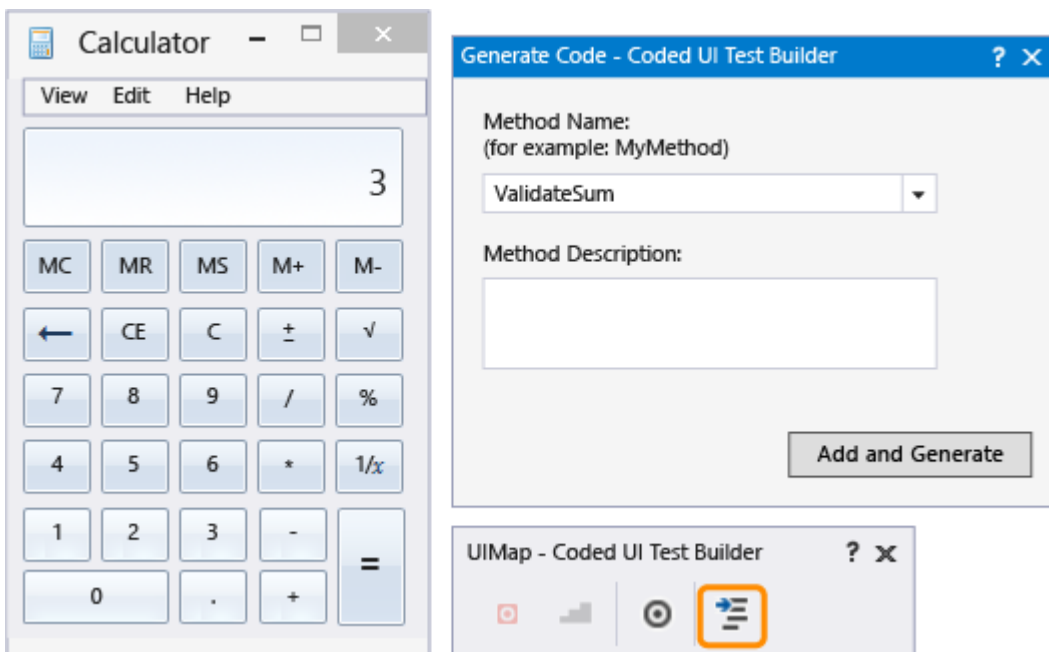 Calculator
View Edit Help
3
MC MR MS M+ M-
← CE C ± √
7 8 9 / %
4 5 6 * 1/x
1 2 3 -
=
0 . +
Generate Code - Coded UI Test Builder ?
Method Name:
(for example: MyMethod)
ValidateSum
Method Description:
Add and Generate
UIMap - Coded UI Test Builder ?